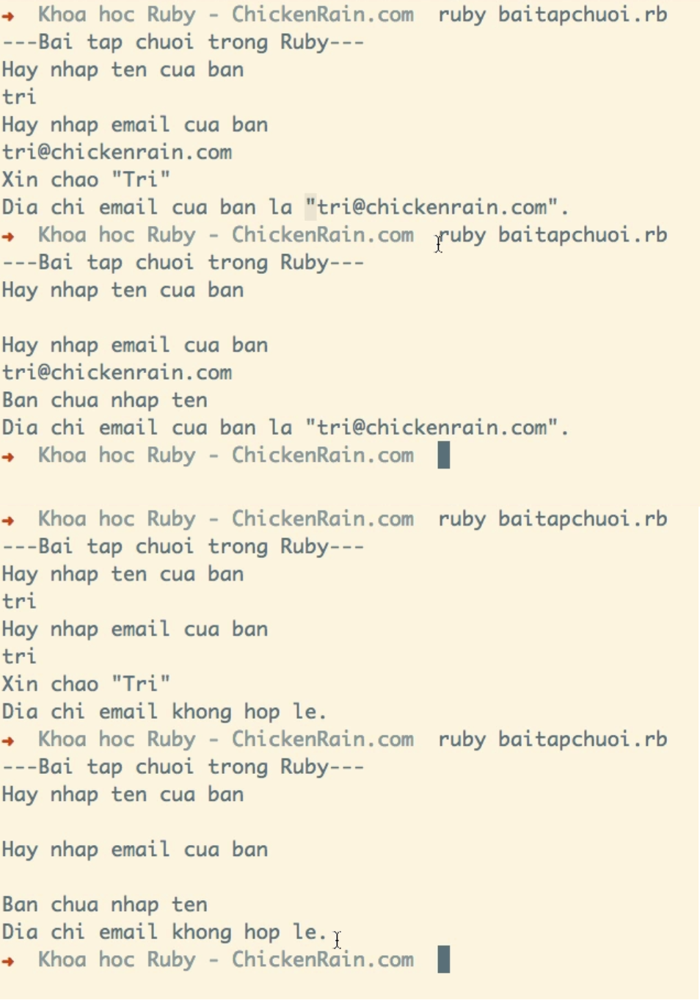 → Khoa hoc Ruby - ChickenRain.com ruby baitapchuoi.rb
---Bai tap chuoi trong Ruby---
Hay nhap ten cua ban
tri
Hay nhap email cua ban
tri@chickenrain.com
Xin chao "Tri"
Dia chi email cua ban la "tri@chickenrain.com".
→ Khoa hoc Ruby - ChickenRain.com ruby baitapchuoi.rb
---Bai tap chuoi trong Ruby---
Hay nhap ten cua ban
Hay nhap email cua ban
tri@chickenrain.com
Ban chua nhap ten
Dia chi email cua ban la "tri@chickenrain.com".
→ Khoa hoc Ruby - ChickenRain.com
→ Khoa hoc Ruby - ChickenRain.com ruby baitapchuoi.rb
---Bai tap chuoi trong Ruby---
Hay nhap ten cua ban
tri
Hay nhap email cua ban
tri
Xin chao "Tri"
Dia chi email khong hop le.
→ Khoa hoc Ruby - ChickenRain.com ruby baitapchuoi.rb
---Bai tap chuoi trong Ruby---
Hay nhap ten cua ban
Hay nhap email cua ban
Ban chua nhap ten
Dia chi email khong hop le.
→ Khoa hoc Ruby - ChickenRain.com